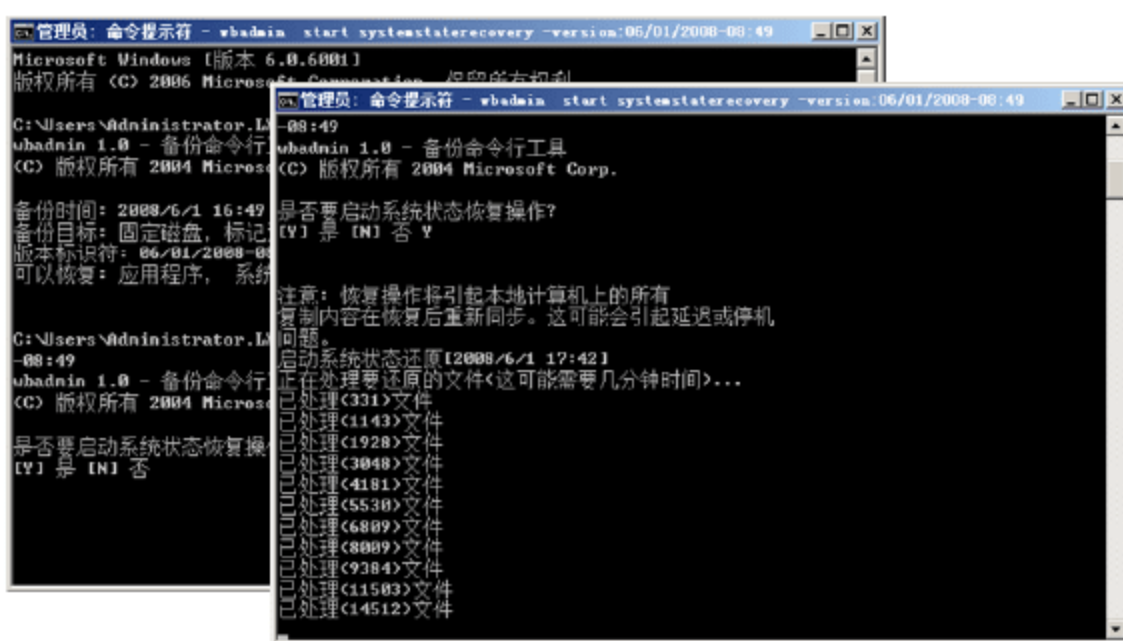 管理员: 命令提示符 - wbadmin start systemstaterecovery -version:06/01/2008-08:49
Microsoft Windows [版本 6.0.6001]
版权所有 (C) 2006 Microsoft Corporation。保留所有权利
C:\Users\Administrator.
wbadmin 1.0 - 备份命令行
(C) 版权所有 2004
备份时间: 2008/6/1 16:49
备份目标: 固定磁盘, 标记
版本标识符: 06/01/2008-0
可以恢复: 应用程序, 系统
C:\Users\Administrator.
-08:49
wbadmin 1.0 - 备份命令行
(C) 版权所有 2004
是否要启动系统状态恢复操
[Y] 是 [N] 否
管理员: 命令提示符 - wbadmin start systemstaterecovery -version:06/01/2008-08:49
-08:49
wbadmin 1.0 - 备份命令行工具
(C) 版权所有 2004 Microsoft Corp.
是否要启动系统状态恢复操作?
[Y] 是 [N] 否 Y
注意: 恢复操作将引起本地计算机上的所有
复制内容在恢复后重新同步。这可能会引起延迟或停机
问题。
启动系统状态还原[2008/6/1 17:42]
正在处理要还原的文件<这可能需要几分钟时间>...
已处理(331)文件
已处理(1143)文件
已处理(1928)文件
已处理(3048)文件
已处理(4181)文件
已处理(5530)文件
已处理(6809)文件
已处理(8009)文件
已处理(9384)文件
已处理(11503)文件
已处理(14512)文件